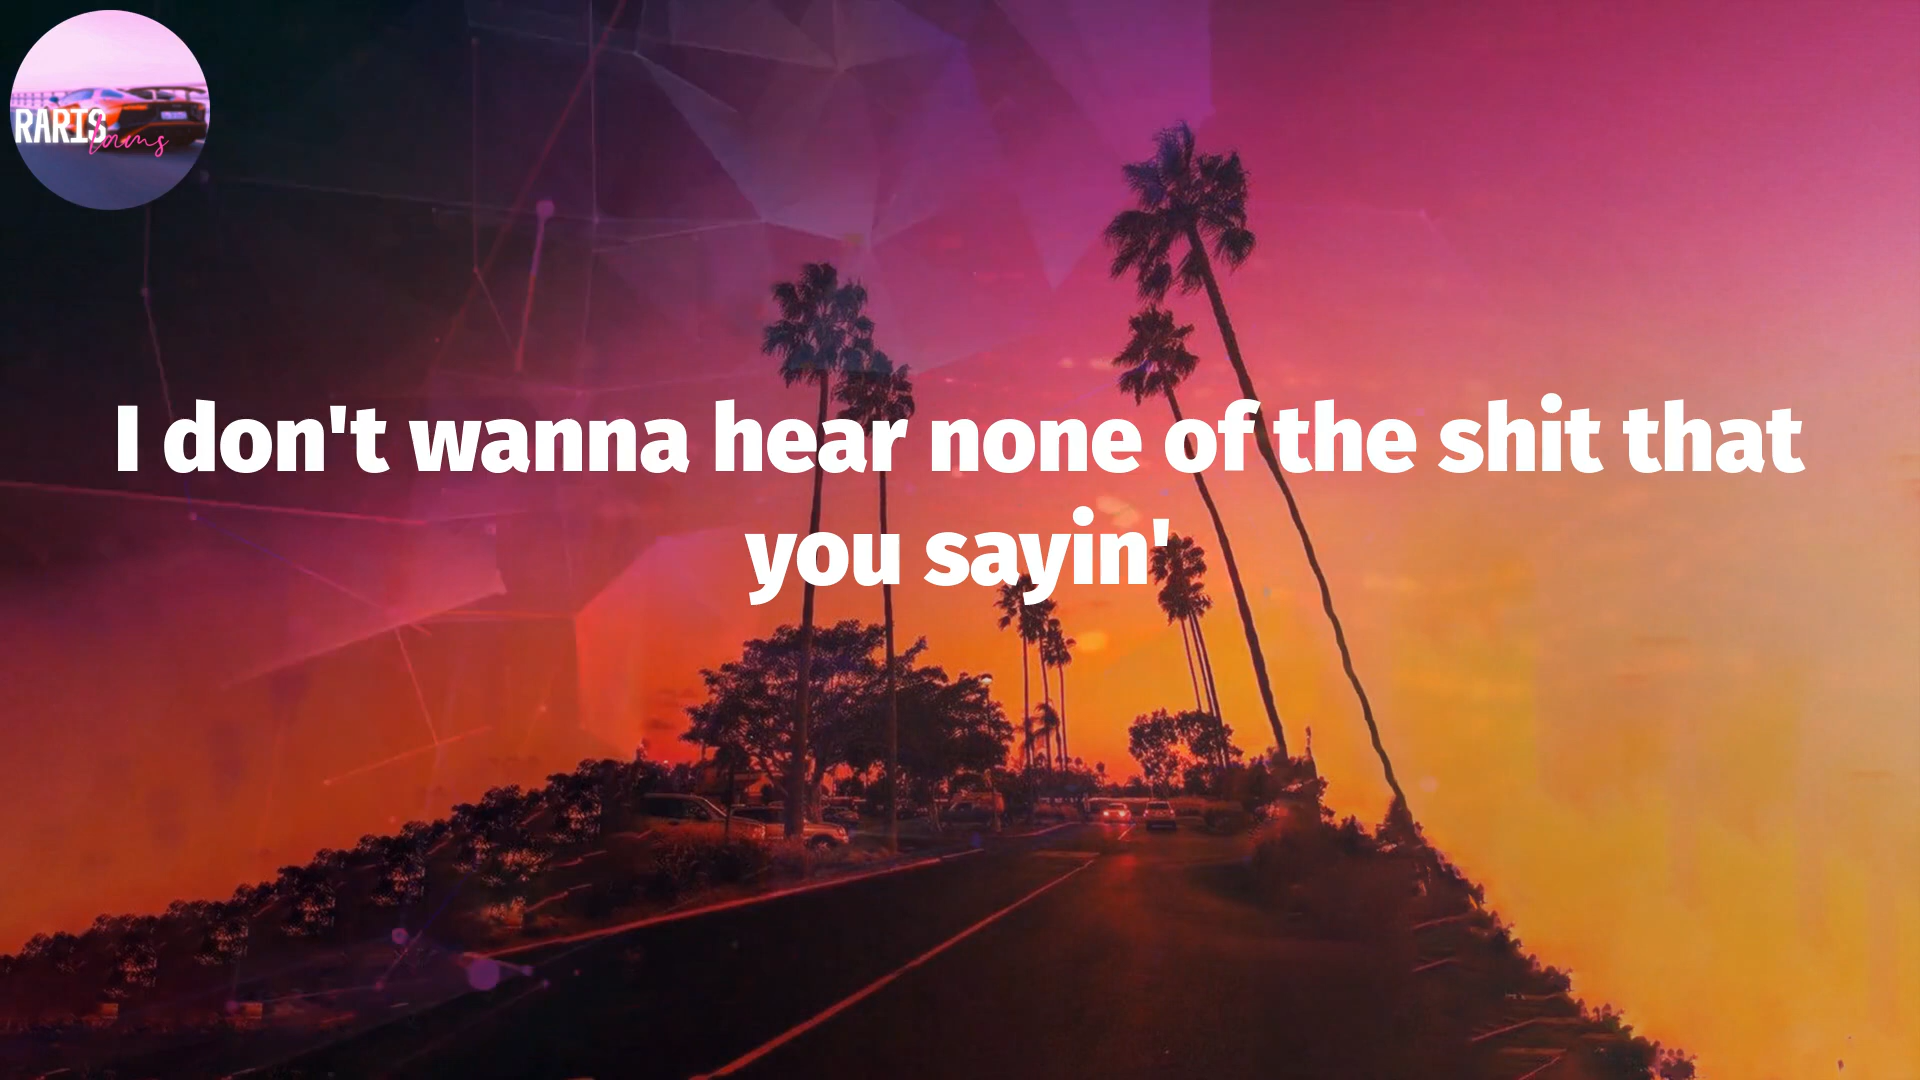 RARIS
I don't wanna hear none of the shit that
you sayin'